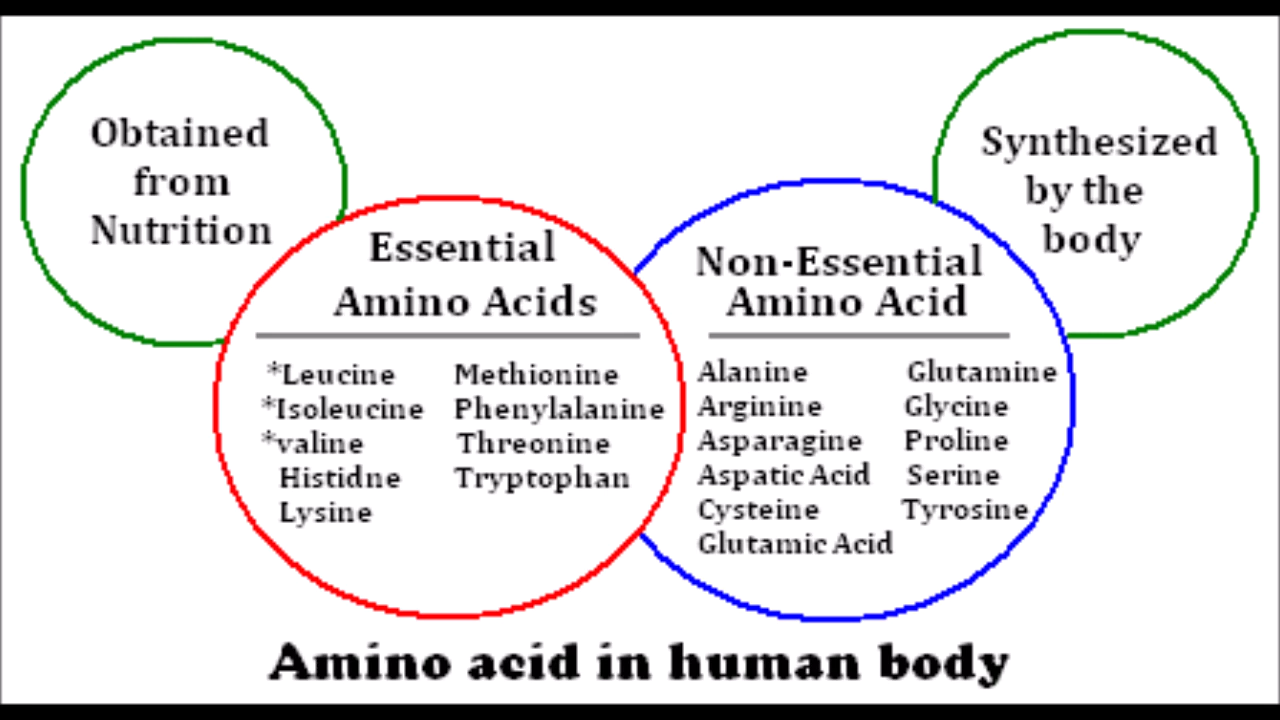 Obtained
from
Nutrition
Synthesized
by the
body
Essential
Amino Acids
*Leucine
*Isoleucine
*valine
Histidne
Lysine
Methionine
Phenylalanine
Threonine
Tryptophan
Non-Essential
Amino Acid
Alanine
Arginine
Asparagine
Aspatic Acid
Cysteine
Glutamic Acid
Glutamine
Glycine
Proline
Serine
Tyrosine
Amino acid in human body